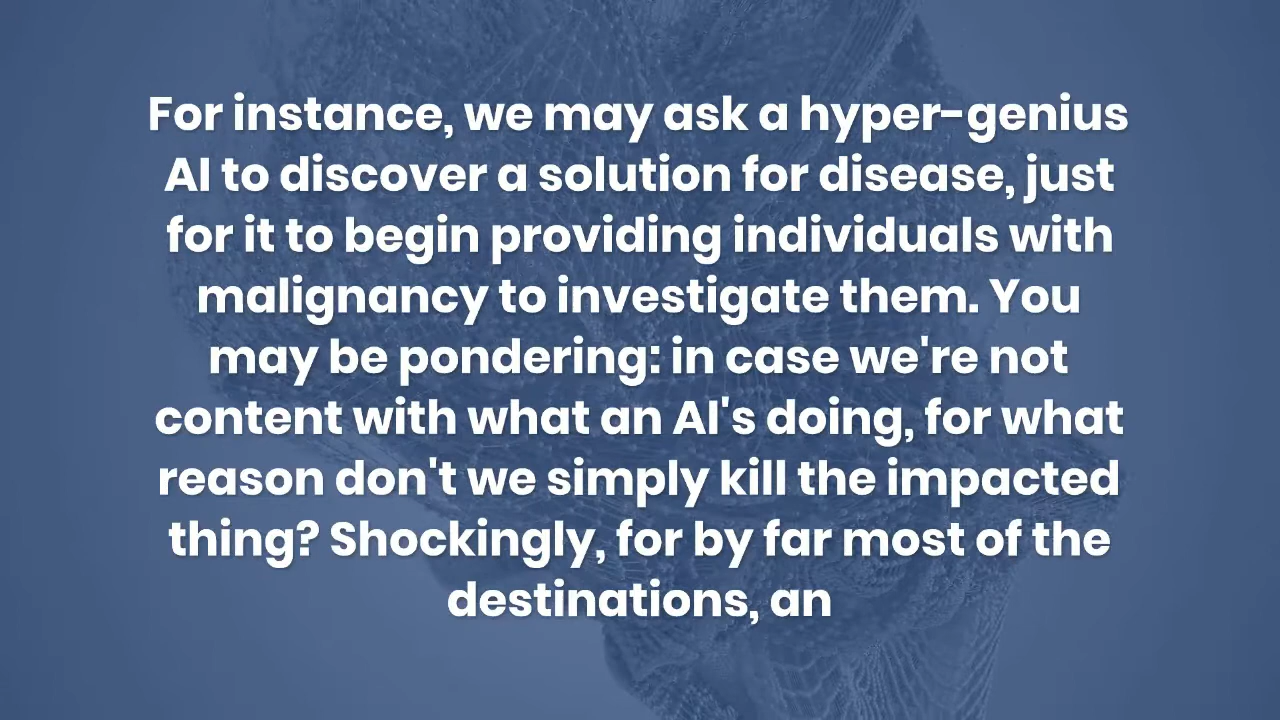 For instance, we may ask a hyper-genius
AI to discover a solution for disease, just
for it to begin providing individuals with
malignancy to investigate them. You
may be pondering: in case we're not
content with what an AI's doing, for what
reason don't we simply kill the impacted
thing? Shockingly, for by far most of the
destinations, an